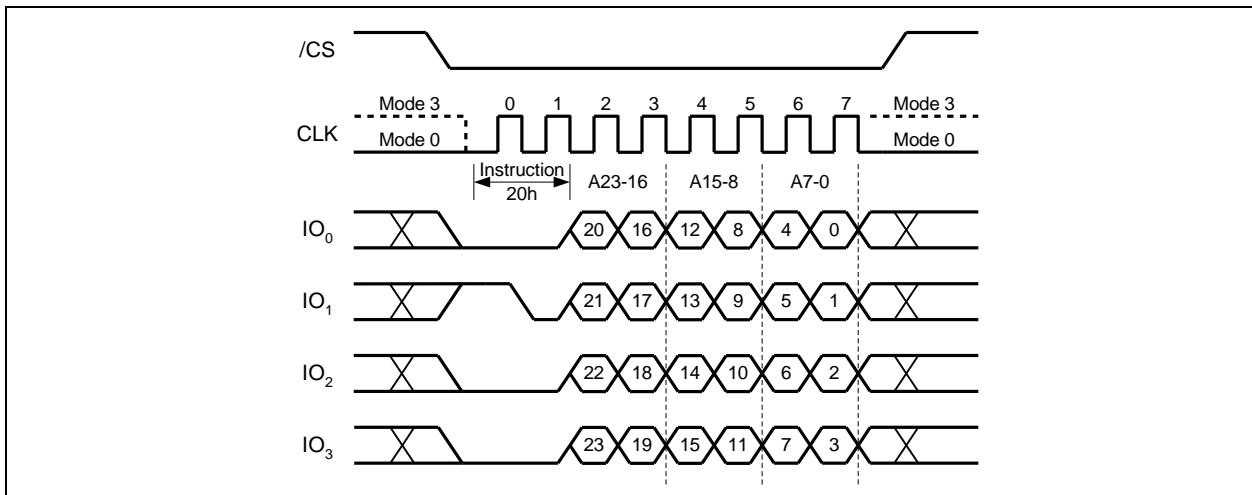 /CS
Mode 3 0 1 2 3 4 5 6 7 Mode 3
CLK
Mode 0 Mode 0
Instruction
20h
A23-16 A15-8 A7-0
IO0 20 16 12 8 4 0
IO1 21 17 13 9 5 1
IO2 22 18 14 10 6 2
IO3 23 19 15 11 7 3